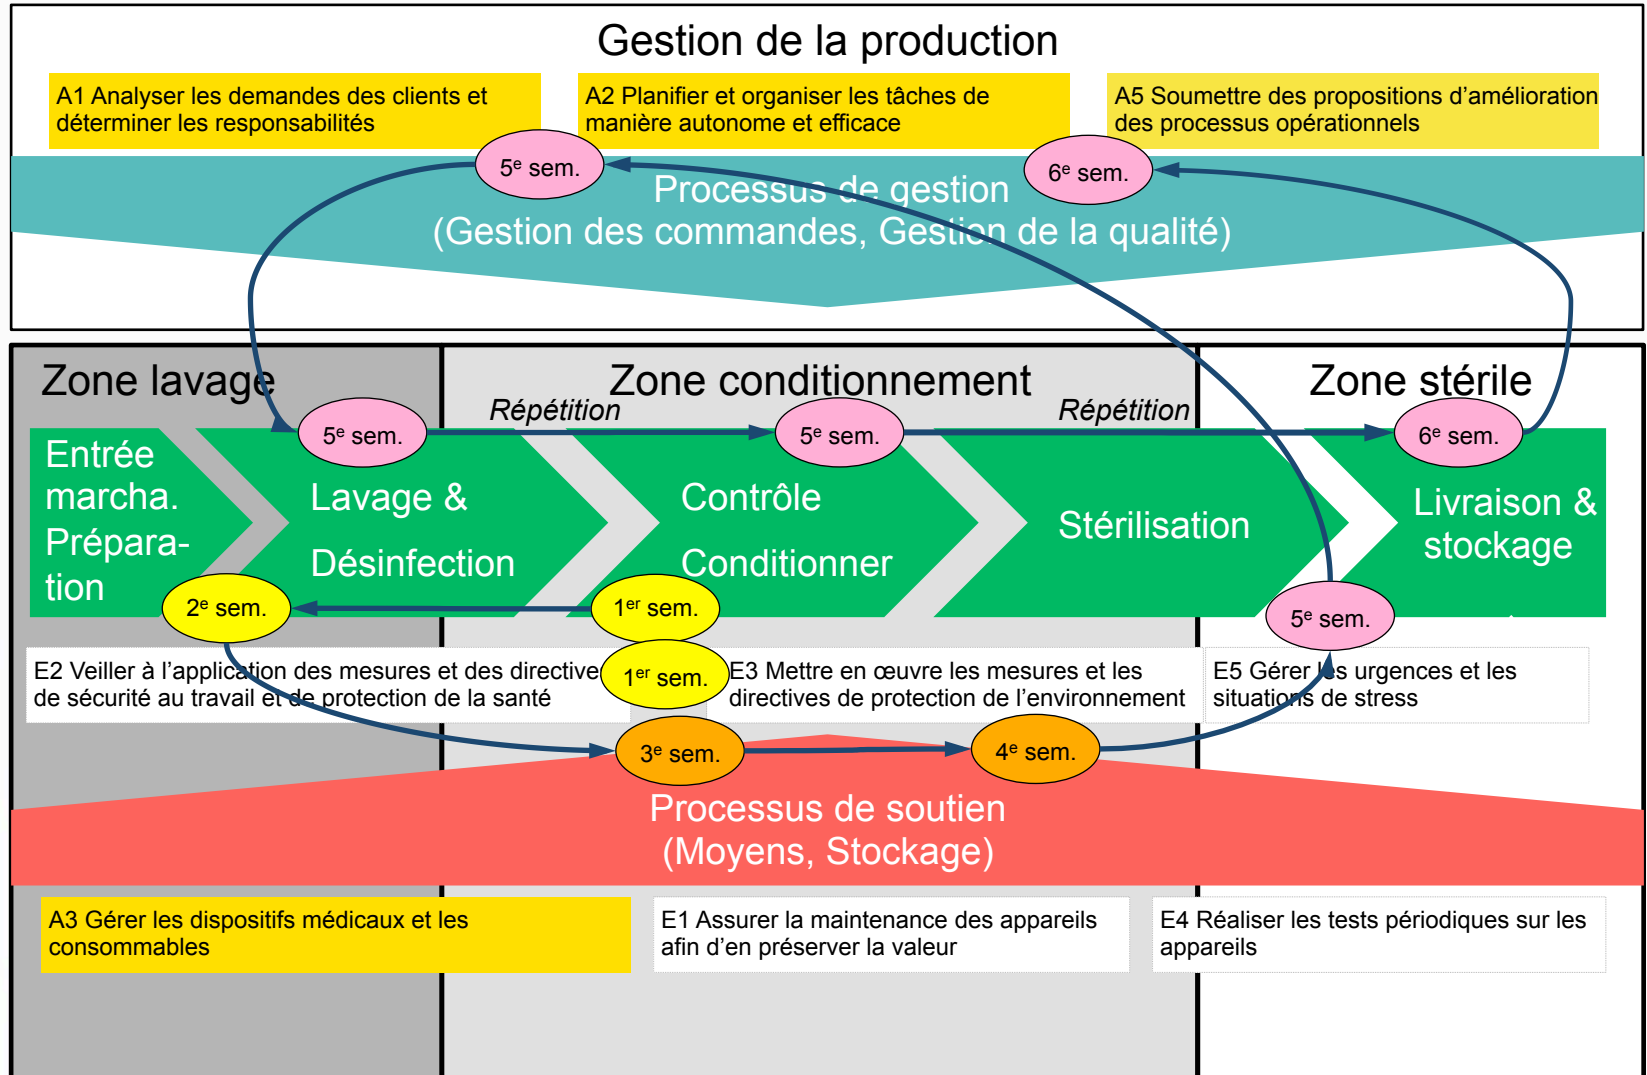 Gestion de la production
A1 Analyser les demandes des clients et
déterminer les responsabilités
A2 Planifier et organiser les tâches de
manière autonome et efficace
A5 Soumettre des propositions d’amélioration
des processus opérationnels
5e sem.
6e sem.
Processus de gestion
(Gestion des commandes, Gestion de la qualité)
Zone lavage
Zone conditionnement
Zone stérile
Répétition
Répétition
5e sem.
5e sem.
6e sem.
Entrée
marcha.
Prépara-
tion
Lavage &
Désinfection
Contrôle
Conditionner
Stérilisation
Livraison &
stockage
2e sem.
1er sem.
5e sem.
E2 Veiller à l’application des mesures et des directive
de sécurité au travail et de protection de la santé
1er sem.
E3 Mettre en œuvre les mesures et les
directives de protection de l’environnement
E5 Gérer les urgences et les
situations de stress
3e sem.
4e sem.
Processus de soutien
(Moyens, Stockage)
A3 Gérer les dispositifs médicaux et les
consommables
E1 Assurer la maintenance des appareils
afin d’en préserver la valeur
E4 Réaliser les tests périodiques sur les
appareils